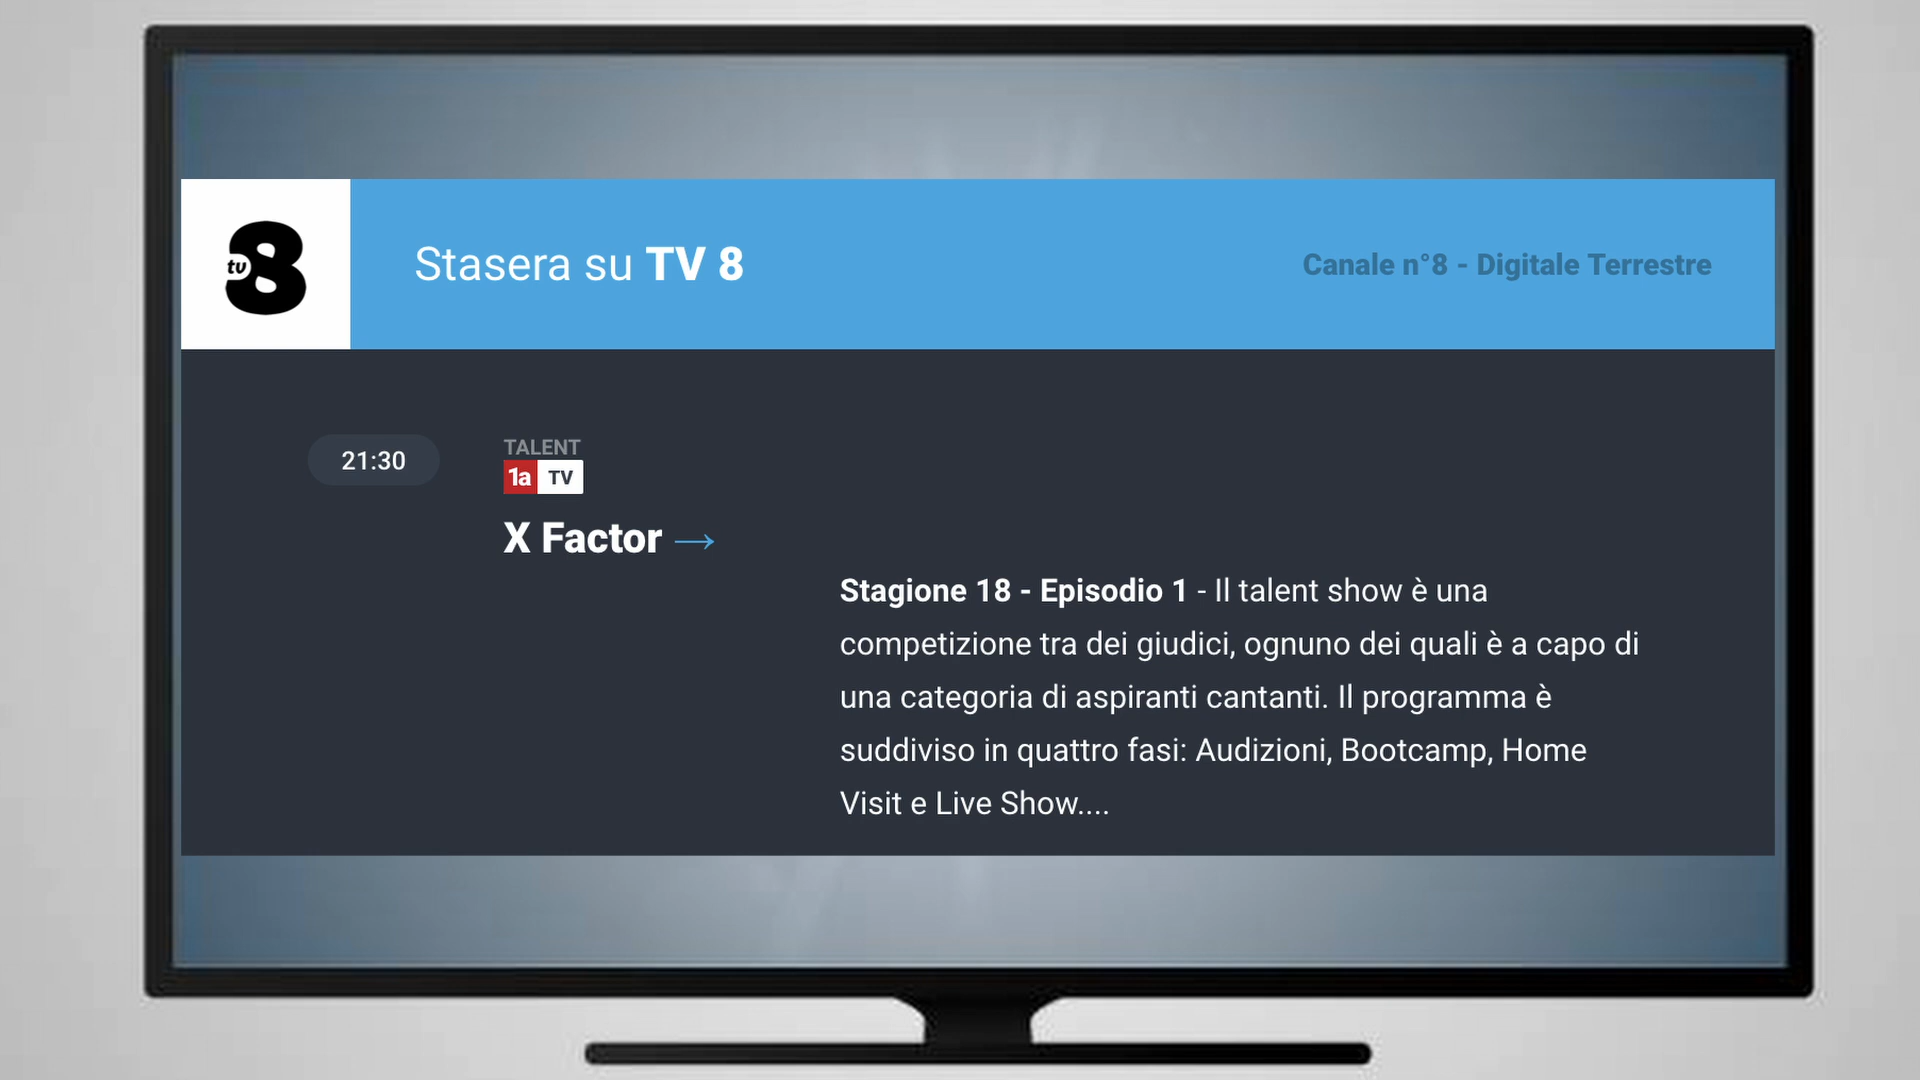 tv8
Stasera su TV 8
Canale n°8 - Digitale Terrestre
21:30
TALENT
1a TV
X Factor →
Stagione 18 - Episodio 1 - Il talent show è una
competizione tra dei giudici, ognuno dei quali è a capo di
una categoria di aspiranti cantanti. Il programma è
suddiviso in quattro fasi: Audizioni, Bootcamp, Home
Visit e Live Show....